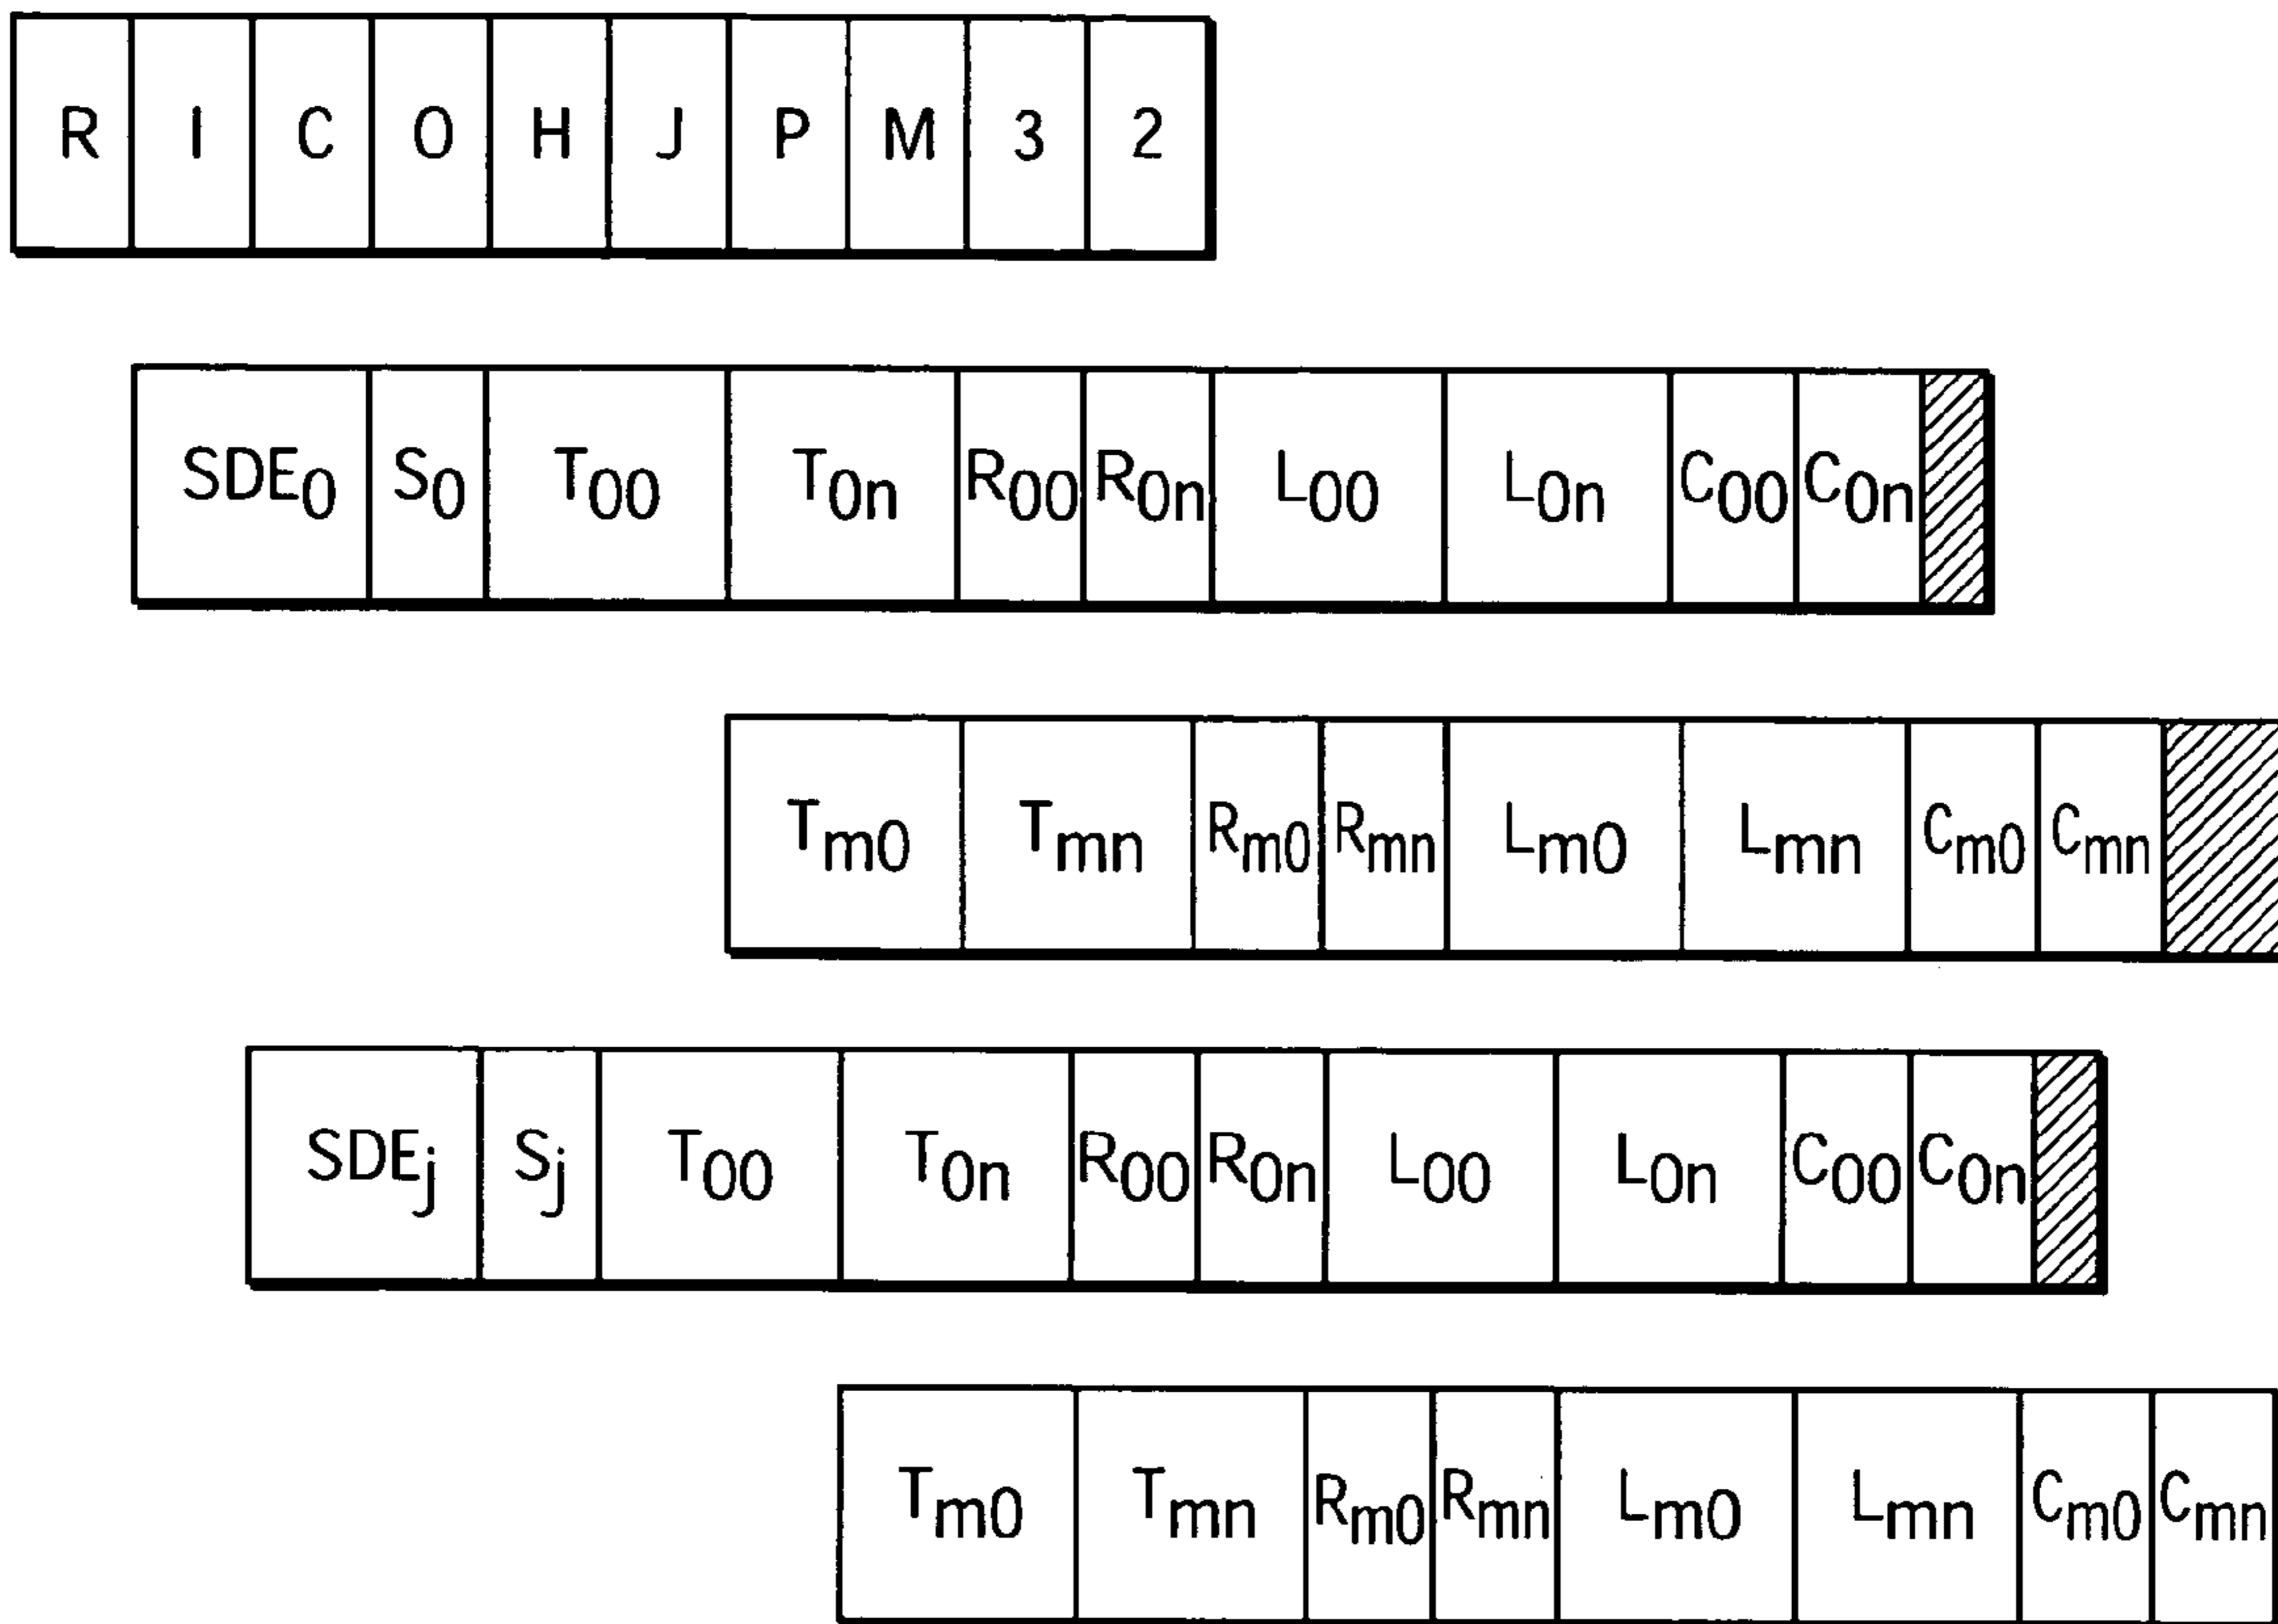 R I C O H J P M 3 2
SDE₀ S₀ T₀₀ T₀ₙ R₀₀ R₀ₙ L₀₀ L₀ₙ C₀₀ C₀ₙ
Tₘ₀ Tₘₙ Rₘ₀ Rₘₙ Lₘ₀ Lₘₙ Cₘ₀ Cₘₙ
SDEⱼ Sⱼ T₀₀ T₀ₙ R₀₀ R₀ₙ L₀₀ L₀ₙ C₀₀ C₀ₙ
Tₘ₀ Tₘₙ Rₘ₀ Rₘₙ Lₘ₀ Lₘₙ Cₘ₀ Cₘₙ